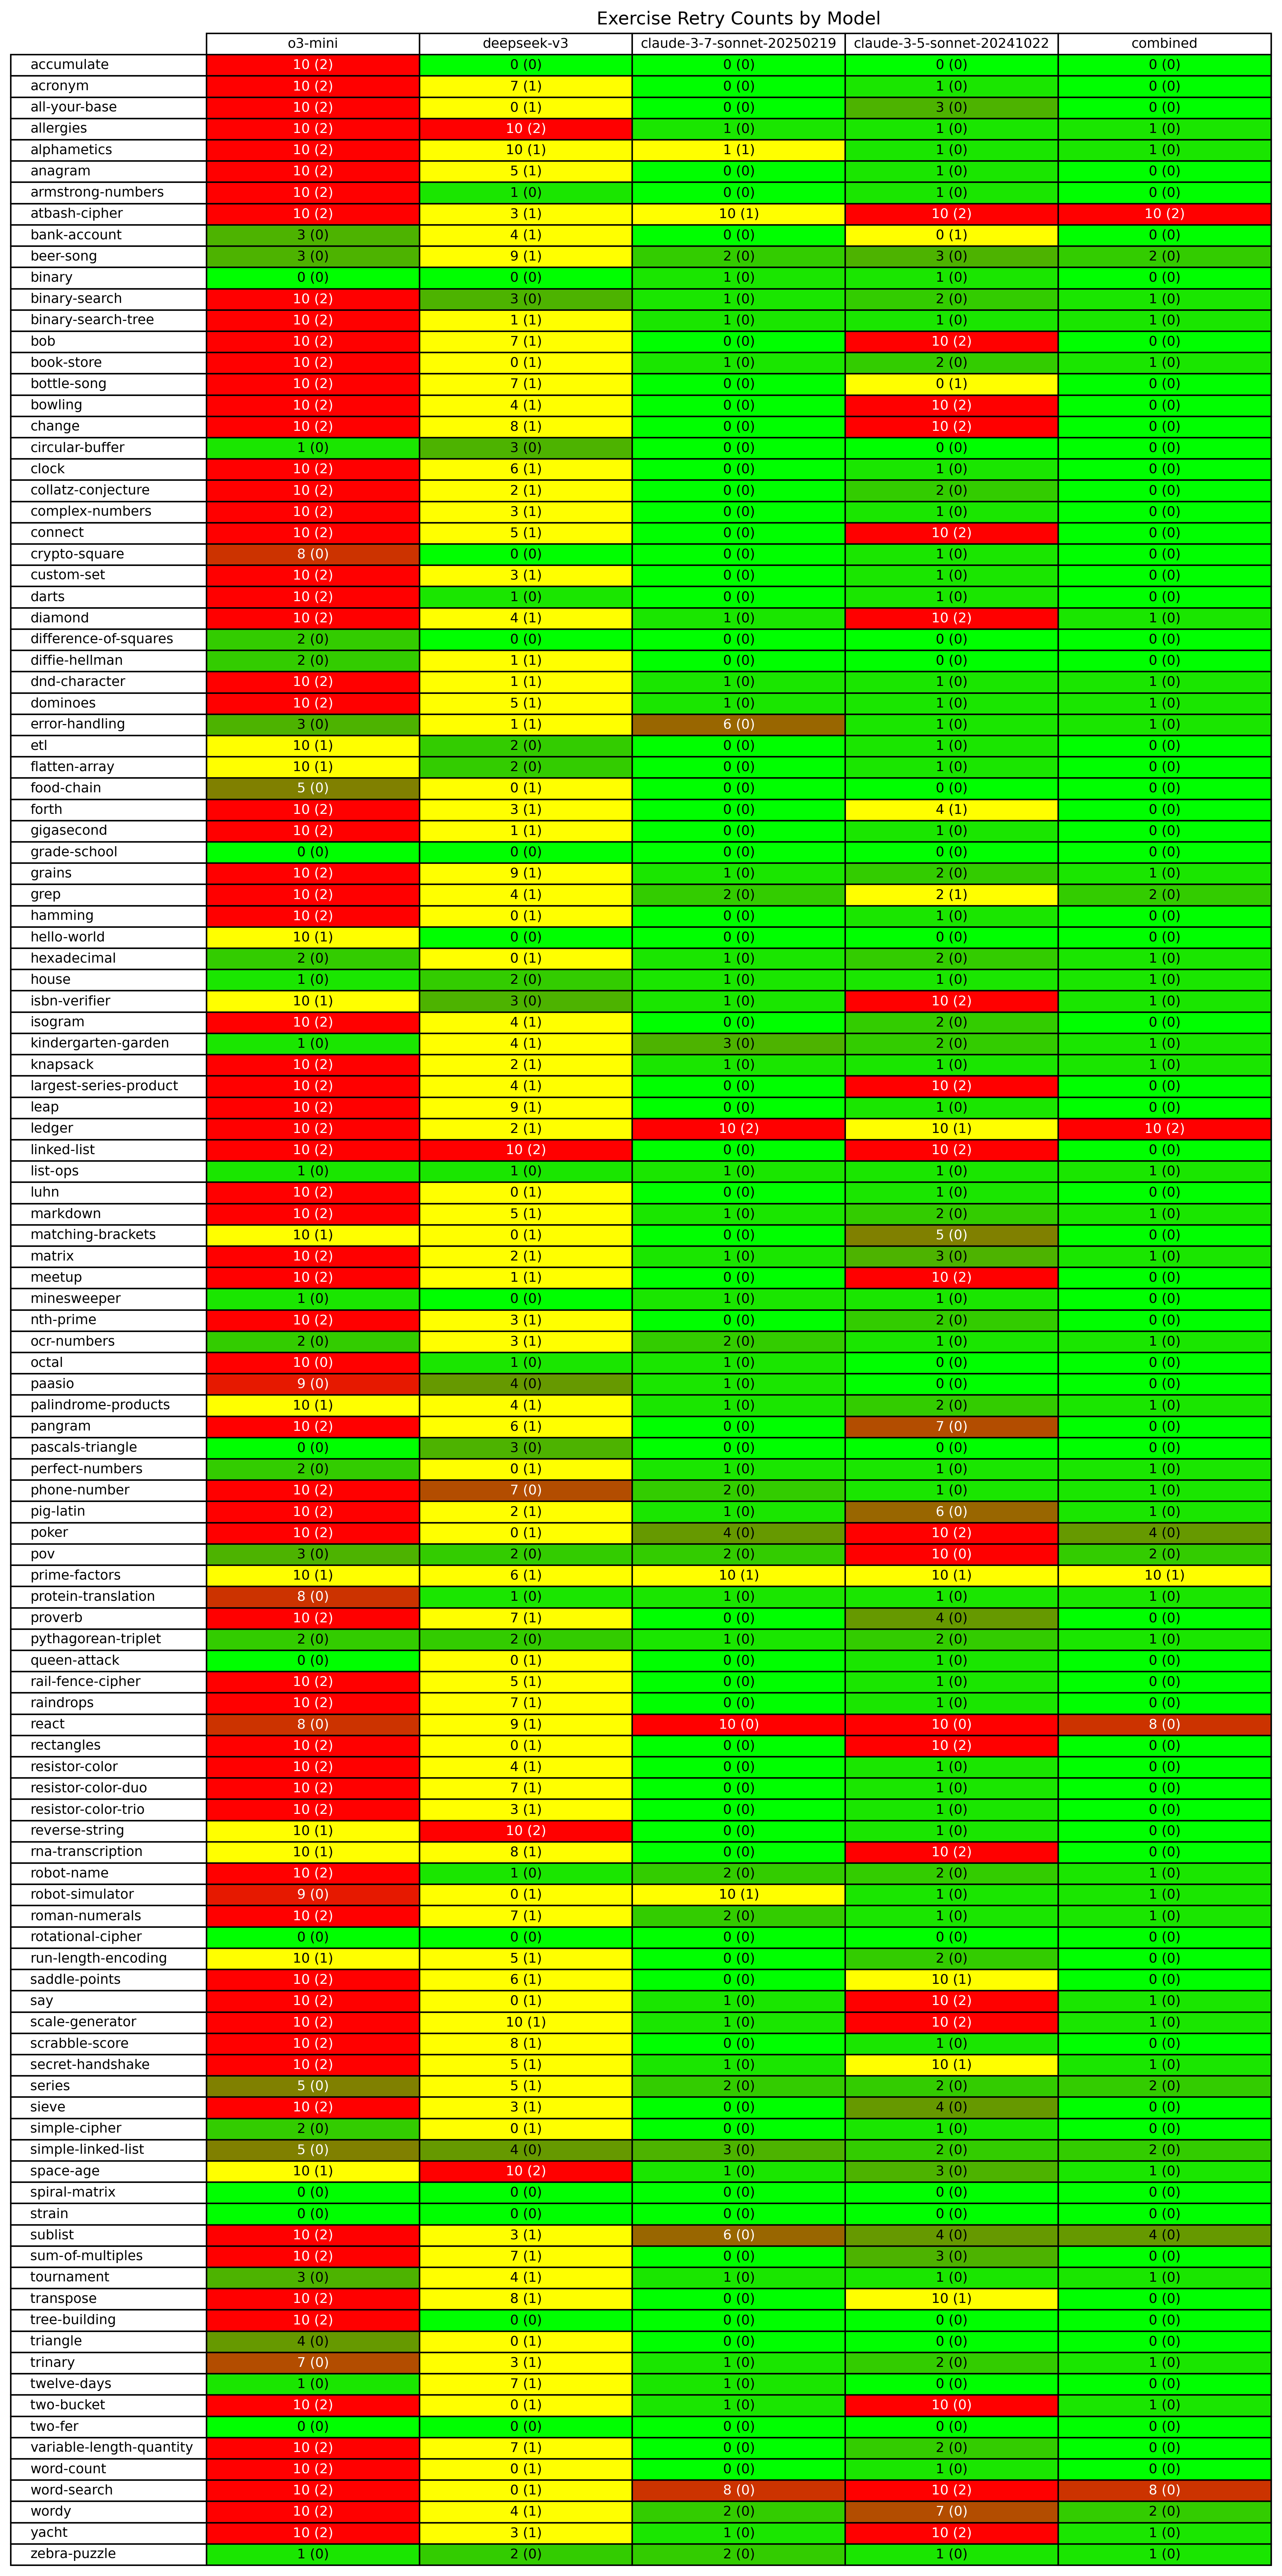 Exercise Retry Counts by Model
o3-mini deepseek-v3 claude-3-7-sonnet-20250219 claude-3-5-sonnet-20241022 combined
accumulate 10 (2) 0 (0) 0 (0) 0 (0) 0 (0)
acronym 10 (2) 7 (1) 0 (0) 1 (0) 0 (0)
all-your-base 10 (2) 0 (1) 0 (0) 3 (0) 0 (0)
allergies 10 (2) 10 (2) 1 (0) 1 (0) 1 (0)
alphametics 10 (2) 10 (1) 1 (1) 1 (0) 1 (0)
anagram 10 (2) 5 (1) 0 (0) 1 (0) 0 (0)
armstrong-numbers 10 (2) 1 (0) 0 (0) 1 (0) 0 (0)
atbash-cipher 10 (2) 3 (1) 10 (1) 10 (2) 10 (2)
bank-account 3 (0) 4 (1) 0 (0) 0 (1) 0 (0)
beer-song 3 (0) 9 (1) 2 (0) 3 (0) 2 (0)
binary 0 (0) 0 (0) 1 (0) 1 (0) 0 (0)
binary-search 10 (2) 3 (0) 1 (0) 2 (0) 1 (0)
binary-search-tree 10 (2) 1 (1) 1 (0) 1 (0) 1 (0)
bob 10 (2) 7 (1) 0 (0) 10 (2) 0 (0)
book-store 10 (2) 0 (1) 1 (0) 2 (0) 1 (0)
bottle-song 10 (2) 7 (1) 0 (0) 0 (1) 0 (0)
bowling 10 (2) 4 (1) 0 (0) 10 (2) 0 (0)
change 10 (2) 8 (1) 0 (0) 10 (2) 0 (0)
circular-buffer 1 (0) 3 (0) 0 (0) 0 (0) 0 (0)
clock 10 (2) 6 (1) 0 (0) 1 (0) 0 (0)
collatz-conjecture 10 (2) 2 (1) 0 (0) 2 (0) 0 (0)
complex-numbers 10 (2) 3 (1) 0 (0) 1 (0) 0 (0)
connect 10 (2) 5 (1) 0 (0) 10 (2) 0 (0)
crypto-square 8 (0) 0 (0) 0 (0) 1 (0) 0 (0)
custom-set 10 (2) 3 (1) 0 (0) 1 (0) 0 (0)
darts 10 (2) 1 (0) 0 (0) 1 (0) 0 (0)
diamond 10 (2) 4 (1) 1 (0) 10 (2) 1 (0)
difference-of-squares 2 (0) 0 (0) 0 (0) 0 (0) 0 (0)
diffie-hellman 2 (0) 1 (1) 0 (0) 0 (0) 0 (0)
dnd-character 10 (2) 1 (1) 1 (0) 1 (0) 1 (0)
dominoes 10 (2) 5 (1) 1 (0) 1 (0) 1 (0)
error-handling 3 (0) 1 (1) 6 (0) 1 (0) 1 (0)
etl 10 (1) 2 (0) 0 (0) 1 (0) 0 (0)
flatten-array 10 (1) 2 (0) 0 (0) 1 (0) 0 (0)
food-chain 5 (0) 0 (1) 0 (0) 0 (0) 0 (0)
forth 10 (2) 3 (1) 0 (0) 4 (1) 0 (0)
gigasecond 10 (2) 1 (1) 0 (0) 1 (0) 0 (0)
grade-school 0 (0) 0 (0) 0 (0) 0 (0) 0 (0)
grains 10 (2) 9 (1) 1 (0) 2 (0) 1 (0)
grep 10 (2) 4 (1) 2 (0) 2 (1) 2 (0)
hamming 10 (2) 0 (1) 0 (0) 1 (0) 0 (0)
hello-world 10 (1) 0 (0) 0 (0) 0 (0) 0 (0)
hexadecimal 2 (0) 0 (1) 1 (0) 2 (0) 1 (0)
house 1 (0) 2 (0) 1 (0) 1 (0) 1 (0)
isbn-verifier 10 (1) 3 (0) 1 (0) 10 (2) 1 (0)
isogram 10 (2) 4 (1) 0 (0) 2 (0) 0 (0)
kindergarten-garden 1 (0) 4 (1) 3 (0) 2 (0) 1 (0)
knapsack 10 (2) 2 (1) 1 (0) 1 (0) 1 (0)
largest-series-product 10 (2) 4 (1) 0 (0) 10 (2) 0 (0)
leap 10 (2) 9 (1) 0 (0) 1 (0) 0 (0)
ledger 10 (2) 2 (1) 10 (2) 10 (1) 10 (2)
linked-list 10 (2) 10 (2) 0 (0) 10 (2) 0 (0)
list-ops 1 (0) 1 (0) 1 (0) 1 (0) 1 (0)
luhn 10 (2) 0 (1) 0 (0) 1 (0) 0 (0)
markdown 10 (2) 5 (1) 1 (0) 2 (0) 1 (0)
matching-brackets 10 (1) 0 (1) 0 (0) 5 (0) 0 (0)
matrix 10 (2) 2 (1) 1 (0) 3 (0) 1 (0)
meetup 10 (2) 1 (1) 0 (0) 10 (2) 0 (0)
minesweeper 1 (0) 0 (0) 1 (0) 1 (0) 0 (0)
nth-prime 10 (2) 3 (1) 0 (0) 2 (0) 0 (0)
ocr-numbers 2 (0) 3 (1) 2 (0) 1 (0) 1 (0)
octal 10 (0) 1 (0) 1 (0) 0 (0) 0 (0)
paasio 9 (0) 4 (0) 1 (0) 0 (0) 0 (0)
palindrome-products 10 (1) 4 (1) 1 (0) 2 (0) 1 (0)
pangram 10 (2) 6 (1) 0 (0) 7 (0) 0 (0)
pascals-triangle 0 (0) 3 (0) 0 (0) 0 (0) 0 (0)
perfect-numbers 2 (0) 0 (1) 1 (0) 1 (0) 1 (0)
phone-number 10 (2) 7 (0) 2 (0) 1 (0) 1 (0)
pig-latin 10 (2) 2 (1) 1 (0) 6 (0) 1 (0)
poker 10 (2) 0 (1) 4 (0) 10 (2) 4 (0)
pov 3 (0) 2 (0) 2 (0) 10 (0) 2 (0)
prime-factors 10 (1) 6 (1) 10 (1) 10 (1) 10 (1)
protein-translation 8 (0) 1 (0) 1 (0) 1 (0) 1 (0)
proverb 10 (2) 7 (1) 0 (0) 4 (0) 0 (0)
pythagorean-triplet 2 (0) 2 (0) 1 (0) 2 (0) 1 (0)
queen-attack 0 (0) 0 (1) 0 (0) 1 (0) 0 (0)
rail-fence-cipher 10 (2) 5 (1) 0 (0) 1 (0) 0 (0)
raindrops 10 (2) 7 (1) 0 (0) 1 (0) 0 (0)
react 8 (0) 9 (1) 10 (0) 10 (0) 8 (0)
rectangles 10 (2) 0 (1) 0 (0) 10 (2) 0 (0)
resistor-color 10 (2) 4 (1) 0 (0) 1 (0) 0 (0)
resistor-color-duo 10 (2) 7 (1) 0 (0) 1 (0) 0 (0)
resistor-color-trio 10 (2) 3 (1) 0 (0) 1 (0) 0 (0)
reverse-string 10 (1) 10 (2) 0 (0) 1 (0) 0 (0)
rna-transcription 10 (1) 8 (1) 0 (0) 10 (2) 0 (0)
robot-name 10 (2) 1 (0) 2 (0) 2 (0) 1 (0)
robot-simulator 9 (0) 0 (1) 10 (1) 1 (0) 1 (0)
roman-numerals 10 (2) 7 (1) 2 (0) 1 (0) 1 (0)
rotational-cipher 0 (0) 0 (0) 0 (0) 0 (0) 0 (0)
run-length-encoding 10 (1) 5 (1) 0 (0) 2 (0) 0 (0)
saddle-points 10 (2) 6 (1) 0 (0) 10 (1) 0 (0)
say 10 (2) 0 (1) 1 (0) 10 (2) 1 (0)
scale-generator 10 (2) 10 (1) 1 (0) 10 (2) 1 (0)
scrabble-score 10 (2) 8 (1) 0 (0) 1 (0) 0 (0)
secret-handshake 10 (2) 5 (1) 1 (0) 10 (1) 1 (0)
series 5 (0) 5 (1) 2 (0) 2 (0) 2 (0)
sieve 10 (2) 3 (1) 0 (0) 4 (0) 0 (0)
simple-cipher 2 (0) 0 (1) 0 (0) 1 (0) 0 (0)
simple-linked-list 5 (0) 4 (0) 3 (0) 2 (0) 2 (0)
space-age 10 (1) 10 (2) 1 (0) 3 (0) 1 (0)
spiral-matrix 0 (0) 0 (0) 0 (0) 0 (0) 0 (0)
strain 0 (0) 0 (0) 0 (0) 0 (0) 0 (0)
sublist 10 (2) 3 (1) 6 (0) 4 (0) 4 (0)
sum-of-multiples 10 (2) 7 (1) 0 (0) 3 (0) 0 (0)
tournament 3 (0) 4 (1) 1 (0) 1 (0) 1 (0)
transpose 10 (2) 8 (1) 0 (0) 10 (1) 0 (0)
tree-building 10 (2) 0 (0) 0 (0) 0 (0) 0 (0)
triangle 4 (0) 0 (1) 0 (0) 0 (0) 0 (0)
trinary 7 (0) 3 (1) 1 (0) 2 (0) 1 (0)
twelve-days 1 (0) 7 (1) 1 (0) 0 (0) 0 (0)
two-bucket 10 (2) 0 (1) 1 (0) 10 (0) 1 (0)
two-fer 0 (0) 0 (0) 0 (0) 0 (0) 0 (0)
variable-length-quantity 10 (2) 7 (1) 0 (0) 2 (0) 0 (0)
word-count 10 (2) 0 (1) 0 (0) 1 (0) 0 (0)
word-search 10 (2) 0 (1) 8 (0) 10 (2) 8 (0)
wordy 10 (2) 4 (1) 2 (0) 7 (0) 2 (0)
yacht 10 (2) 3 (1) 1 (0) 10 (2) 1 (0)
zebra-puzzle 1 (0) 2 (0) 2 (0) 1 (0) 1 (0)